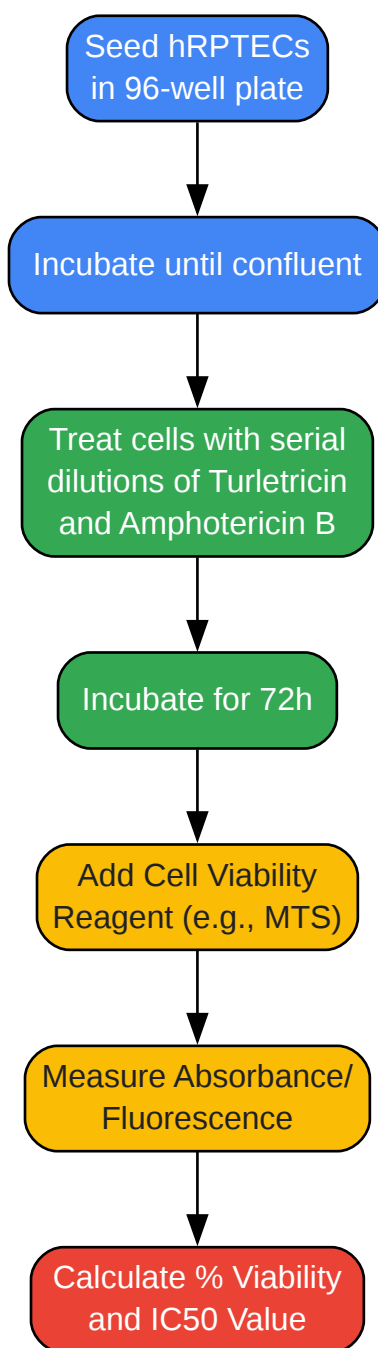 Seed hRPTECs
in 96-well plate
Incubate until confluent
Treat cells with serial
dilutions of Turletricin
and Amphotericin B
Incubate for 72h
Add Cell Viability
Reagent (e.g., MTS)
Measure Absorbance/
Fluorescence
Calculate % Viability
and IC50 Value